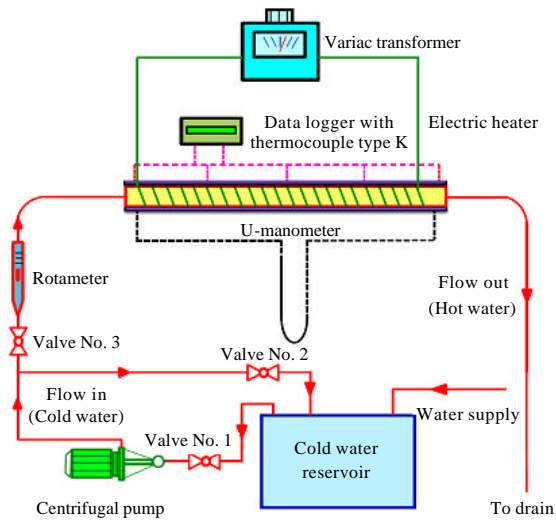 Variac transformer
Data logger with
thermocouple type K
Electric heater
U-manometer
Rotameter
Flow out
(Hot water)
Valve No. 3
Valve No. 2
Flow in
(Cold water)
Water supply
Valve No. 1
Cold water
reservoir
Centrifugal pump
To drain